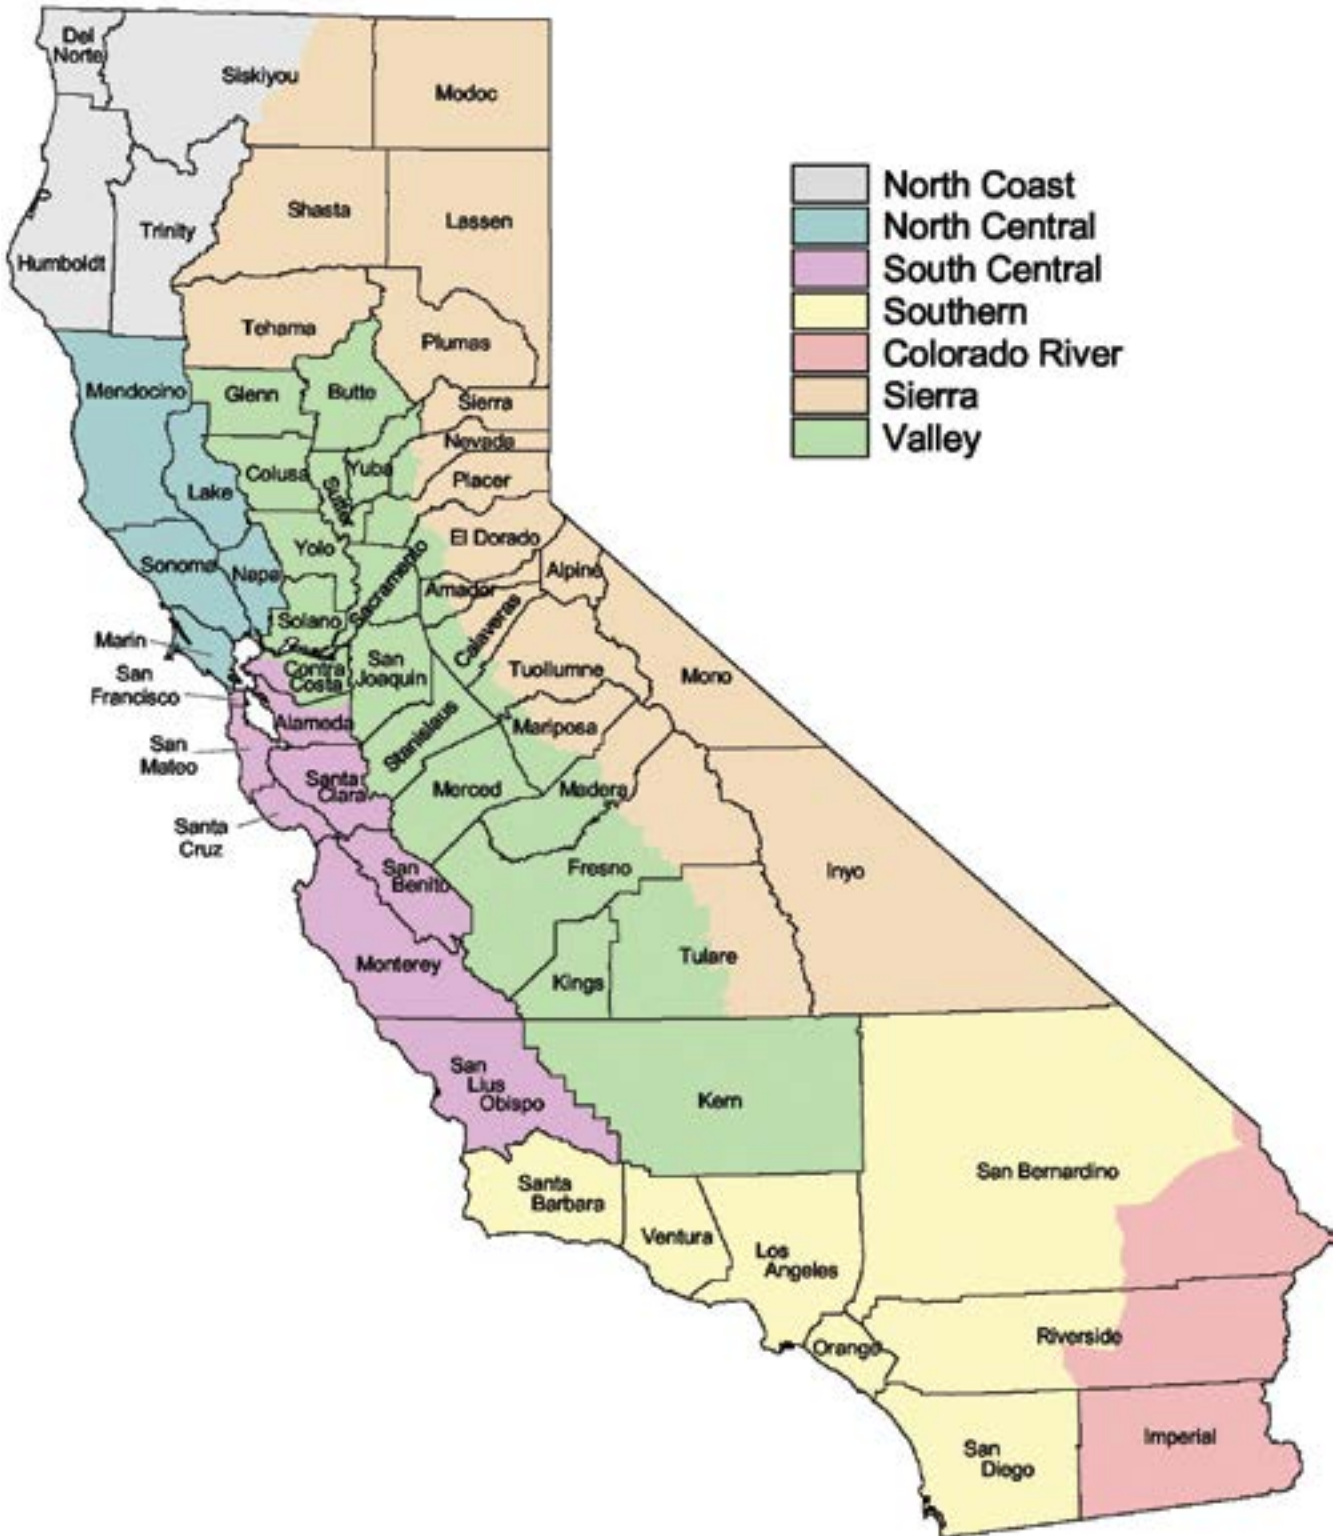 Del
Norte
Siskiyou
Modoc
Shasta
Lassen
Trinity
Humboldt
Tehama
Plumas
Mendocino
Glenn
Butte
Sierra
Nevada
Colusa
Sutter
Yuba
Placer
Lake
El Dorado
Yolo
Sonoma
Napa
Sacramento
Alpine
Amador
Solano
Calaveras
Marin
San
Francisco
Contra
Costa
San
Joaquin
Tuollumne
Mono
Alameda
Stanislaus
Mariposa
San
Mateo
Santa
Clara
Merced
Madera
Santa
Cruz
San
Benito
Fresno
Inyo
Monterey
Kings
Tulare
San
Lius
Obispo
Kern
San Bernardino
Santa
Barbara
Ventura
Los
Angeles
Orange
Riverside
San
Diego
Imperial
North Coast
North Central
South Central
Southern
Colorado River
Sierra
Valley